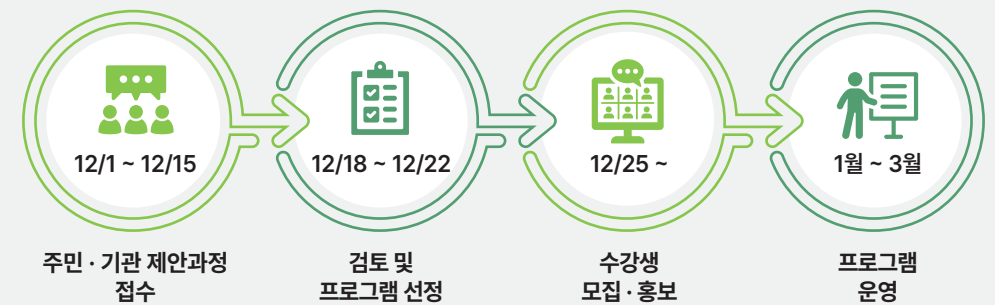 12/1 ~ 12/15
12/18 ~ 12/22
12/25 ~
1월 ~ 3월
주민 · 기관 제안과정
접수
검토 및
프로그램 선정
수강생
모집 · 홍보
프로그램
운영